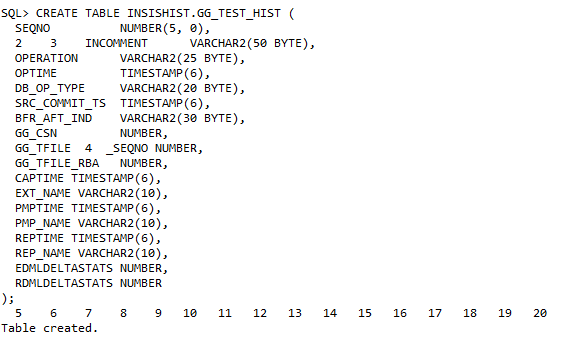 SQL> CREATE TABLE INSISHIST.GG_TEST_HIST (
  SEQNO           NUMBER(5, 0),
  2    3    INCOMMENT      VARCHAR2(50 BYTE),
  OPERATION      VARCHAR2(25 BYTE),
  OPTIME         TIMESTAMP(6),
  DB_OP_TYPE     VARCHAR2(20 BYTE),
  SRC_COMMIT_TS  TIMESTAMP(6),
  BFR_AFT_IND    VARCHAR2(30 BYTE),
  GG_CSN         NUMBER,
  GG_TFILE  4  _SEQNO NUMBER,
  GG_TFILE_RBA   NUMBER,
  CAPTIME TIMESTAMP(6),
  EXT_NAME VARCHAR2(10),
  PMPTIME TIMESTAMP(6),
  PMP_NAME VARCHAR2(10),
  REPTIME TIMESTAMP(6),
  REP_NAME VARCHAR2(10),
  EDMLDELTASTATS NUMBER,
  RDMLDELTASTATS NUMBER
);
  5    6    7    8    9   10   11   12   13   14   15   16   17   18   19   20
Table created.